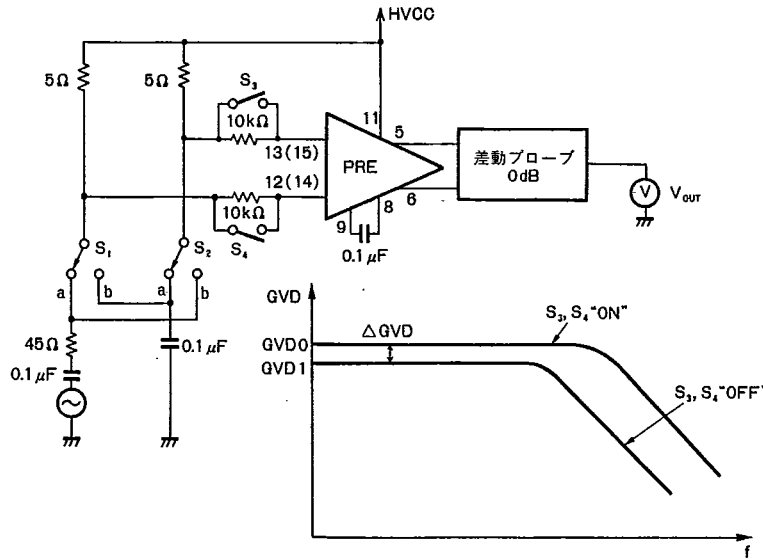 HVCC
5Ω
5Ω
S₃
10kΩ
13(15)
12(14)
10kΩ
S₄
11
5
PRE
8
6
9
0.1μF
差動プローブ
0dB
V
V_OUT
S₁
S₂
a
b
a
b
45Ω
0.1μF
0.1μF
GVD
GVD0
GVD1
△GVD
S₃, S₄"ON"
S₃, S₄"OFF"
f